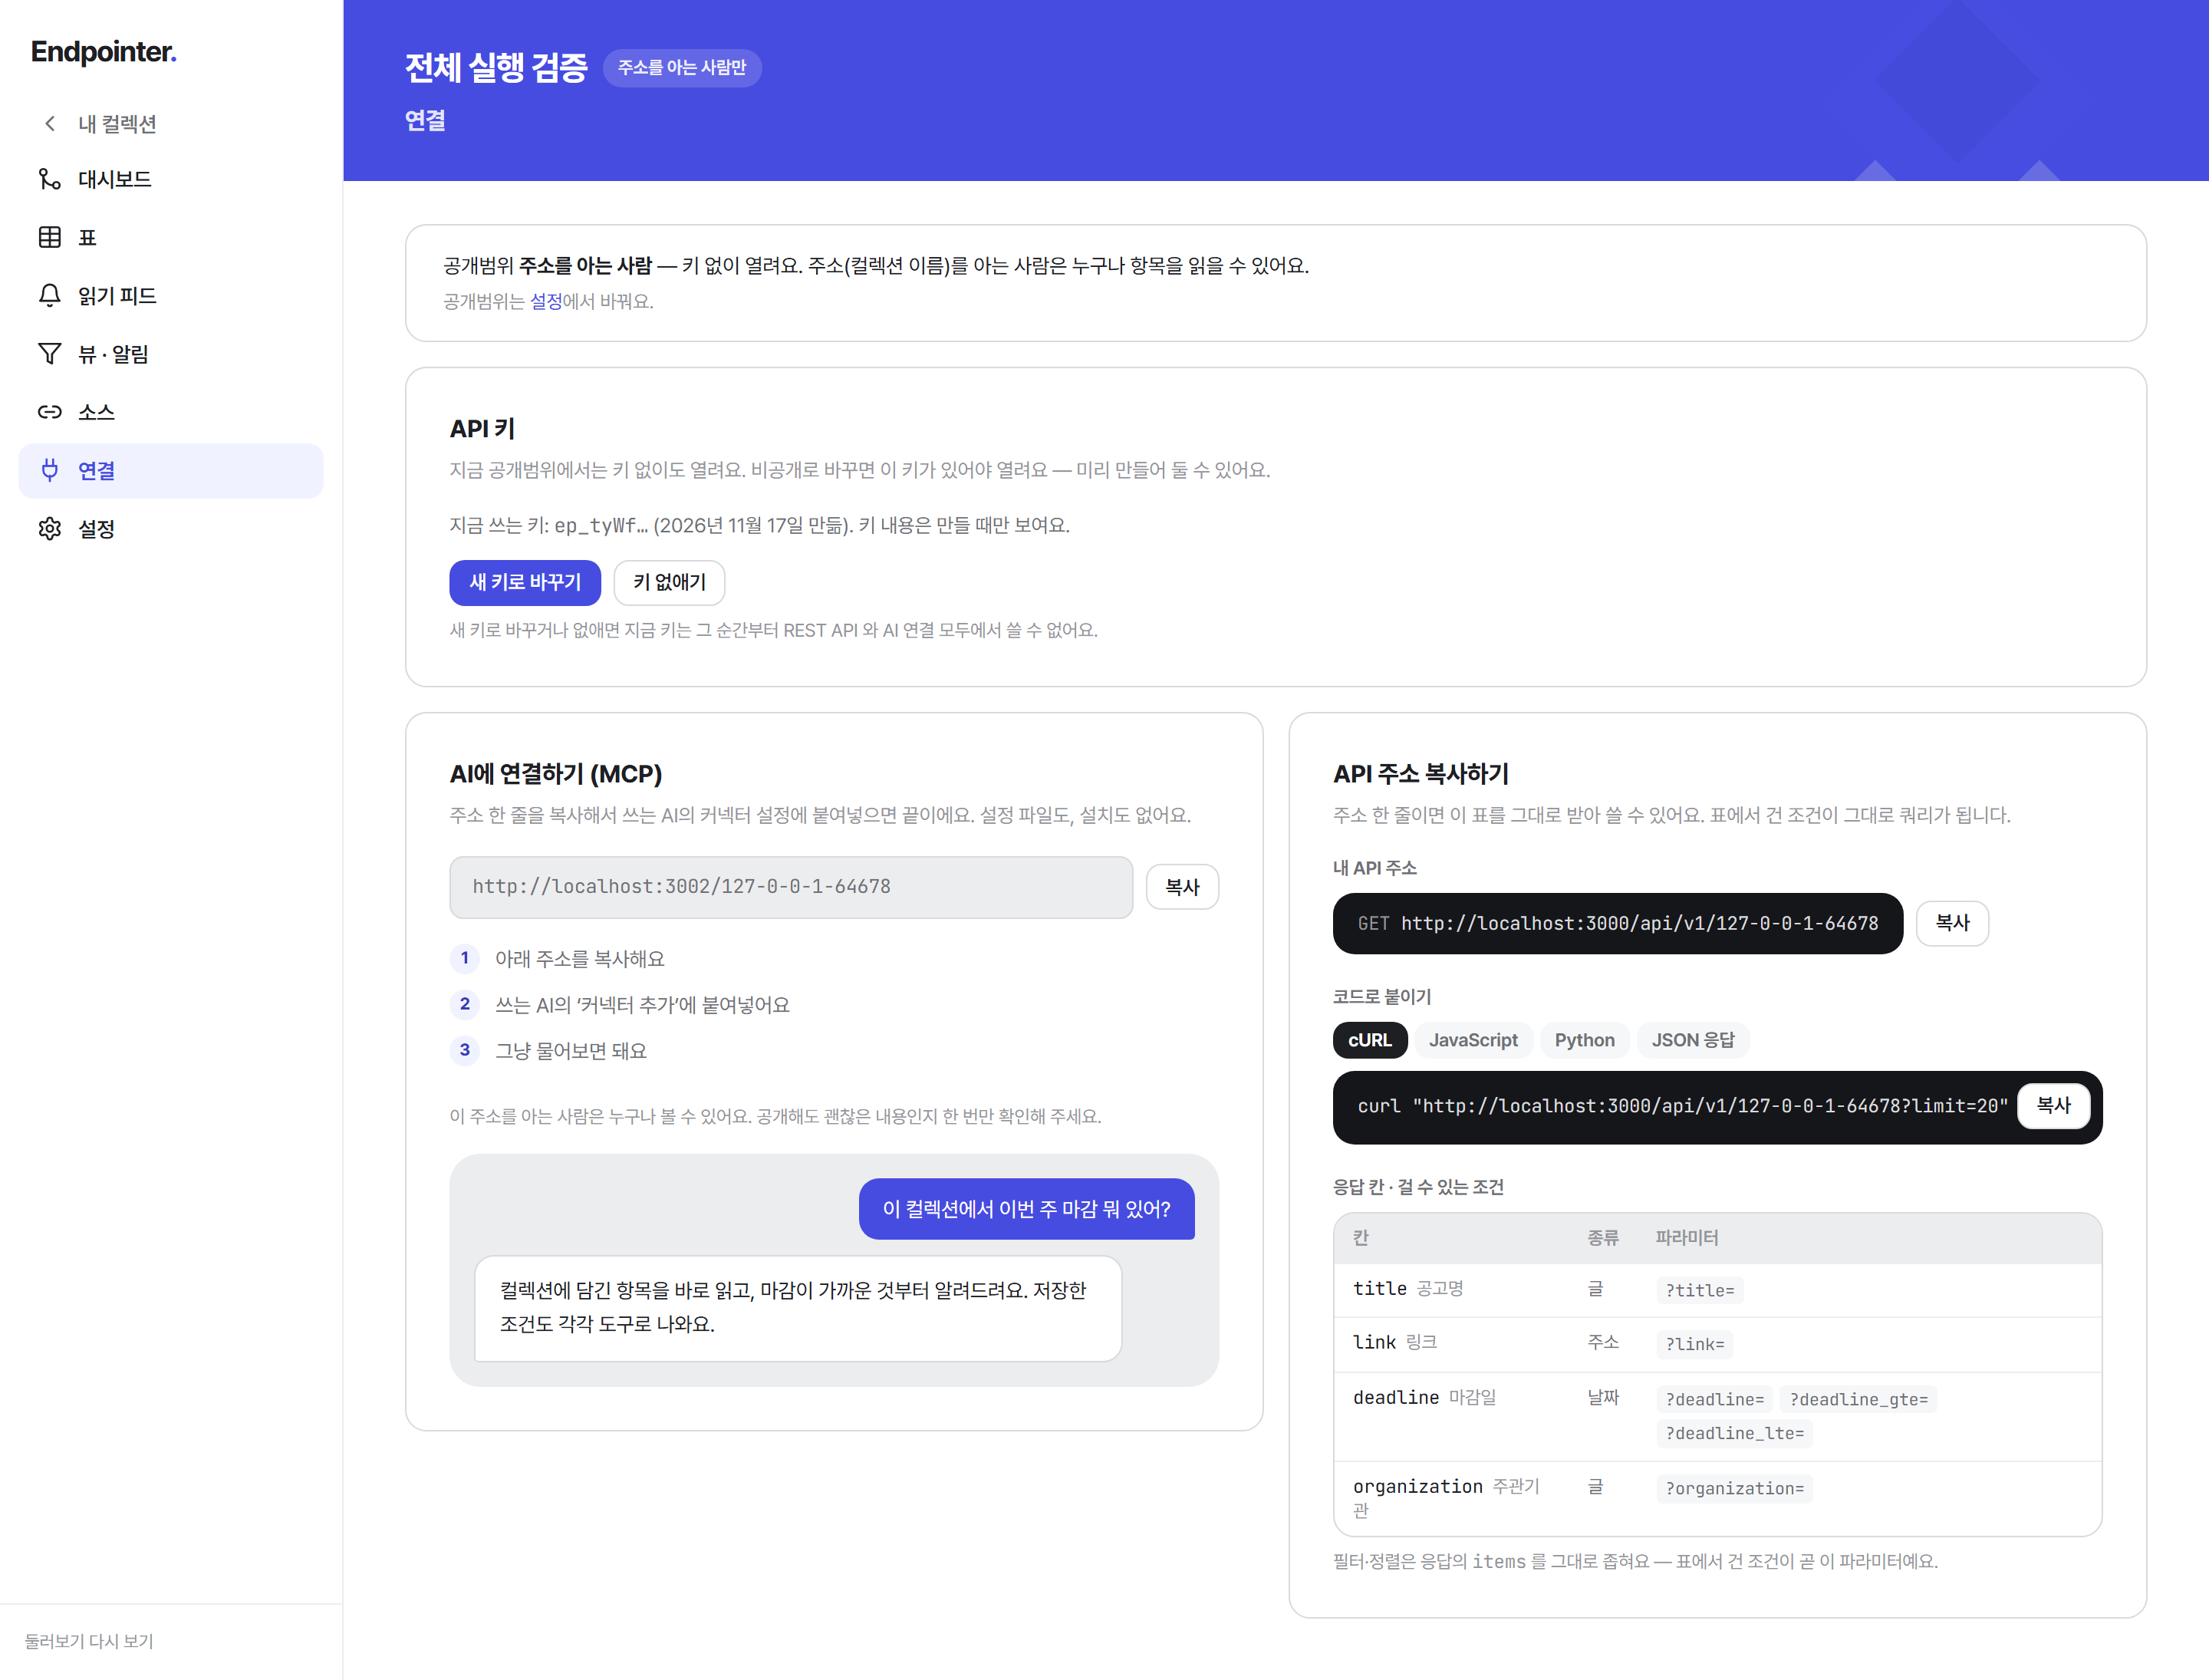 Endpointer.
내 컬렉션
대시보드
표
읽기 피드
뷰 · 알림
소스
연결
설정
둘러보기 다시 보기
전체 실행 검증 주소를 아는 사람만
연결
공개범위 주소를 아는 사람 — 키 없이 열려요. 주소(컬렉션 이름)를 아는 사람은 누구나 항목을 읽을 수 있어요.
공개범위는 설정에서 바꿔요.
API 키
지금 공개범위에서는 키 없이도 열려요. 비공개로 바꾸면 이 키가 있어야 열려요 — 미리 만들어 둘 수 있어요.
지금 쓰는 키: ep_tyWf… (2026년 11월 17일 만듦). 키 내용은 만들 때만 보여요.
새 키로 바꾸기 키 없애기
새 키로 바꾸거나 없애면 지금 키는 그 순간부터 REST API 와 AI 연결 모두에서 쓸 수 없어요.
AI에 연결하기 (MCP)
주소 한 줄을 복사해서 쓰는 AI의 커넥터 설정에 붙여넣으면 끝이에요. 설정 파일도, 설치도 없어요.
http://localhost:3002/127-0-0-1-64678 복사
1 아래 주소를 복사해요
2 쓰는 AI의 ‘커넥터 추가’에 붙여넣어요
3 그냥 물어보면 돼요
이 주소를 아는 사람은 누구나 볼 수 있어요. 공개해도 괜찮은 내용인지 한 번만 확인해 주세요.
이 컬렉션에서 이번 주 마감 뭐 있어?
컬렉션에 담긴 항목을 바로 읽고, 마감이 가까운 것부터 알려드려요. 저장한
조건도 각각 도구로 나와요.
API 주소 복사하기
주소 한 줄이면 이 표를 그대로 받아 쓸 수 있어요. 표에서 건 조건이 그대로 쿼리가 됩니다.
내 API 주소
GET http://localhost:3000/api/v1/127-0-0-1-64678 복사
코드로 붙이기
cURL JavaScript Python JSON 응답
curl "http://localhost:3000/api/v1/127-0-0-1-64678?limit=20" 복사
응답 칸 · 걸 수 있는 조건
칸 종류 파라미터
title 공고명 글 ?title=
link 링크 주소 ?link=
deadline 마감일 날짜 ?deadline= ?deadline_gte=
?deadline_lte=
organization 주관기 글 ?organization=
관
필터·정렬은 응답의 items 를 그대로 좁혀요 — 표에서 건 조건이 곧 이 파라미터예요.